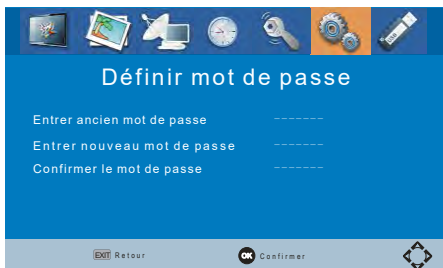 Définir mot de passe
Entrer ancien mot de passe -------
Entrer nouveau mot de passe -------
Confirmer le mot de passe -------
EXIT Retour OK Confirmer